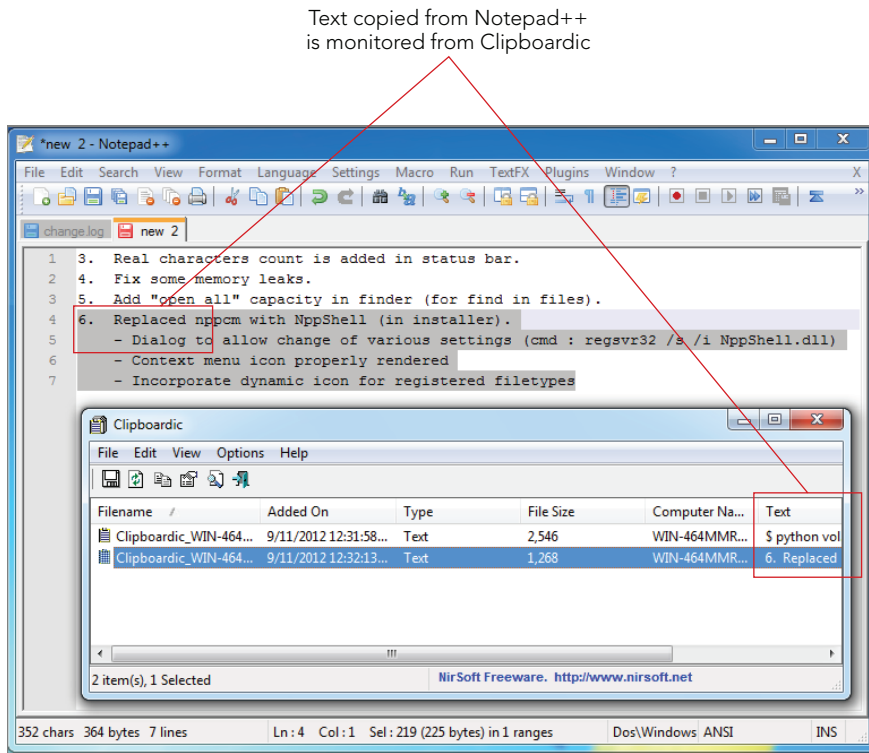 Text copied from Notepad++
is monitored from Clipboardic
*new 2 - Notepad++
File Edit Search View Format Language Settings Macro Run TextFX Plugins Window ? X
change.log new 2
1 3. Real characters count is added in status bar.
2 4. Fix some memory leaks.
3 5. Add "open all" capacity in finder (for find in files).
4 6. Replaced nppcm with NppShell (in installer).
5 - Dialog to allow change of various settings (cmd : regsvr32 /s /i NppShell.dll)
6 - Context menu icon properly rendered
7 - Incorporate dynamic icon for registered filetypes
Clipboardic
File Edit View Options Help
Filename / Added On Type File Size Computer Na... Text
Clipboardic_WIN-464... 9/11/2012 12:31:58... Text 2,546 WIN-464MMR... $ python vol
Clipboardic_WIN-464... 9/11/2012 12:32:13... Text 1,268 WIN-464MMR... 6. Replaced
2 item(s), 1 Selected NirSoft Freeware. http://www.nirsoft.net
352 chars 364 bytes 7 lines Ln : 4 Col : 1 Sel : 219 (225 bytes) in 1 ranges Dos\Windows ANSI INS